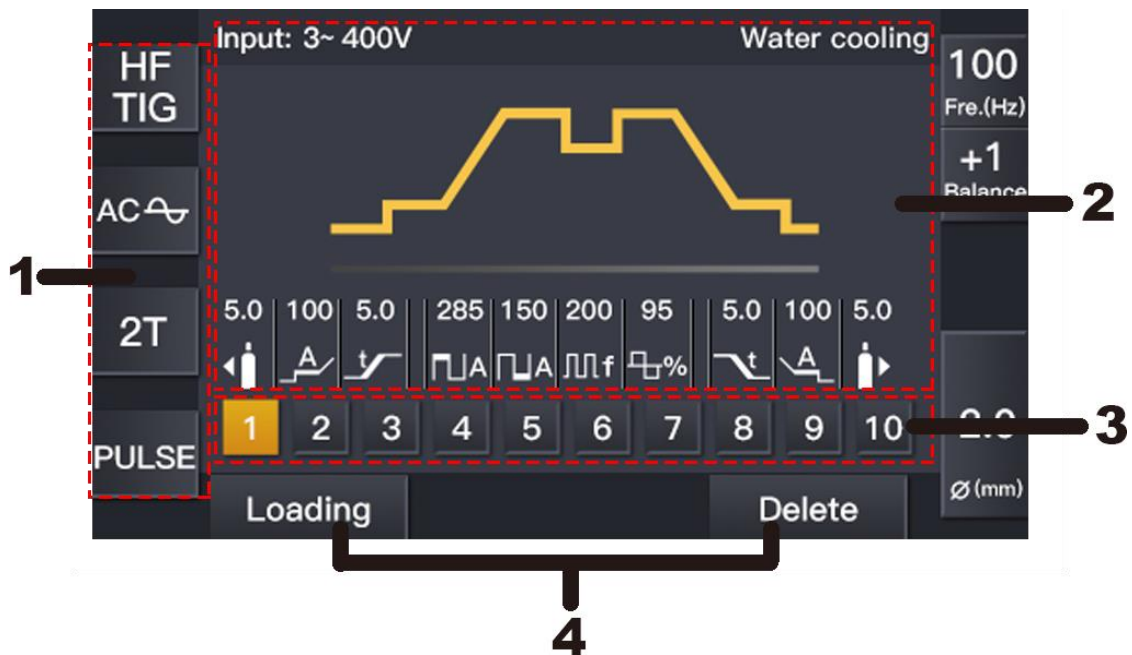 Input: 3~ 400V
Water cooling
HF
TIG
AC
2T
PULSE
100
Fre.(Hz)
+1
Balance
5.0 100 5.0 285 150 200 95 5.0 100 5.0
A t A A f % t A
1 2 3 4 5 6 7 8 9 10
Ø (mm)
Loading
Delete
1
2
3
4